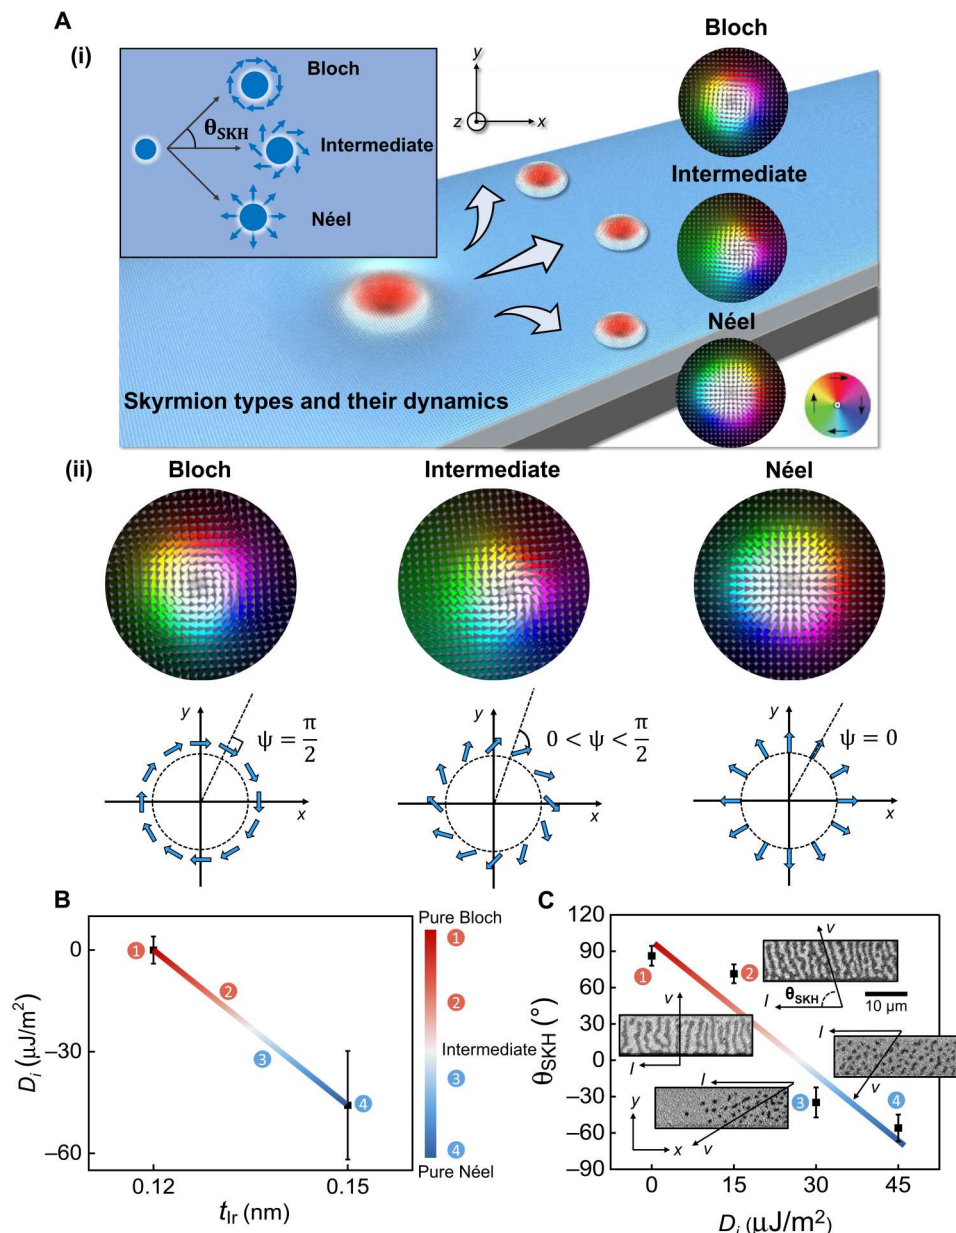 A
(i)
Bloch
θSKH
Intermediate
Néel
y
z
x
Bloch
Intermediate
Néel
Skyrmion types and their dynamics
(ii)
Bloch
Intermediate
Néel
y
ψ = π/2
x
y
0 < ψ < π/2
x
y
ψ = 0
x
B
Di (μJ/m²)
0
−30
−60
0.12
0.15
tIr (nm)
1
2
3
4
Pure Bloch
1
2
Intermediate
3
4
Pure Néel
C
θSKH (°)
120
90
60
30
0
−30
−60
−90
0
15
30
45
Di (μJ/m²)
1
2
3
4
v
I
θSKH
10 μm
v
I
I
v
I
v
y
x